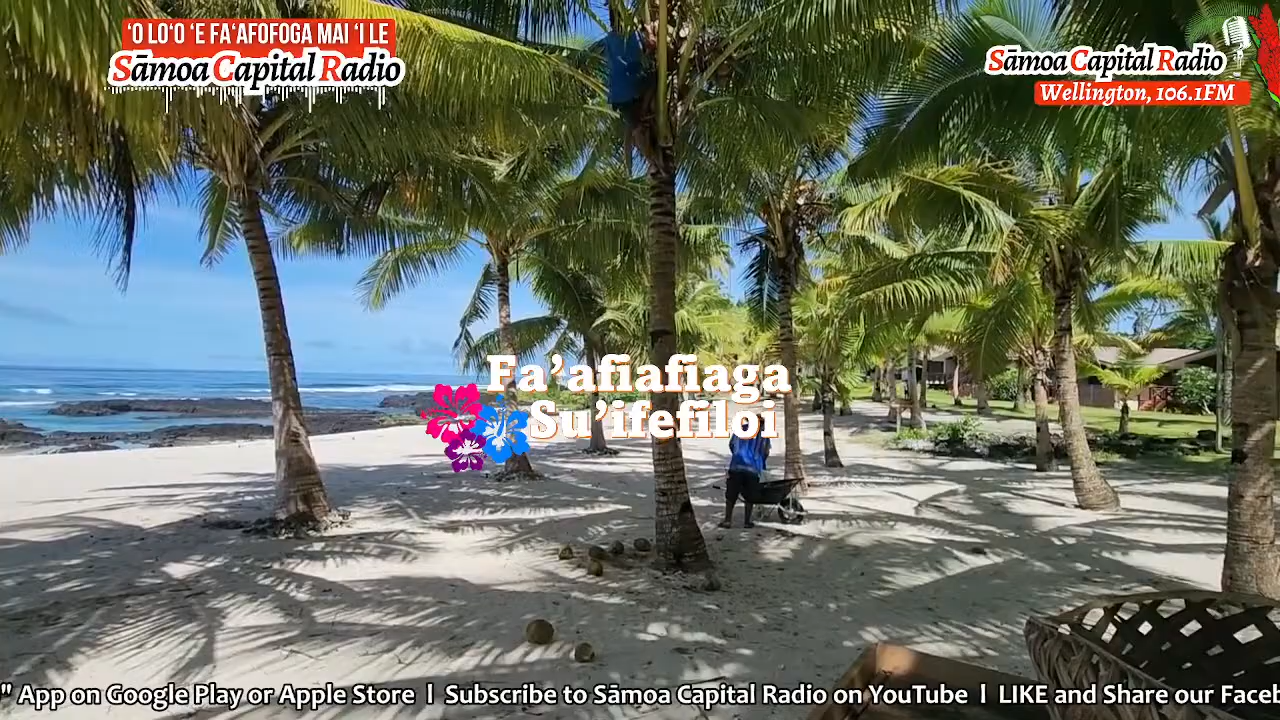 ‘O LO‘O ‘E FA‘AFOFOGA MAI ‘I LE
Sāmoa Capital Radio
Sāmoa Capital Radio
Wellington, 106.1FM
Fa’afiafiaga
Su’ifefiloi
" App on Google Play or Apple Store l Subscribe to Sāmoa Capital Radio on YouTube l LIKE and Share our Faceb